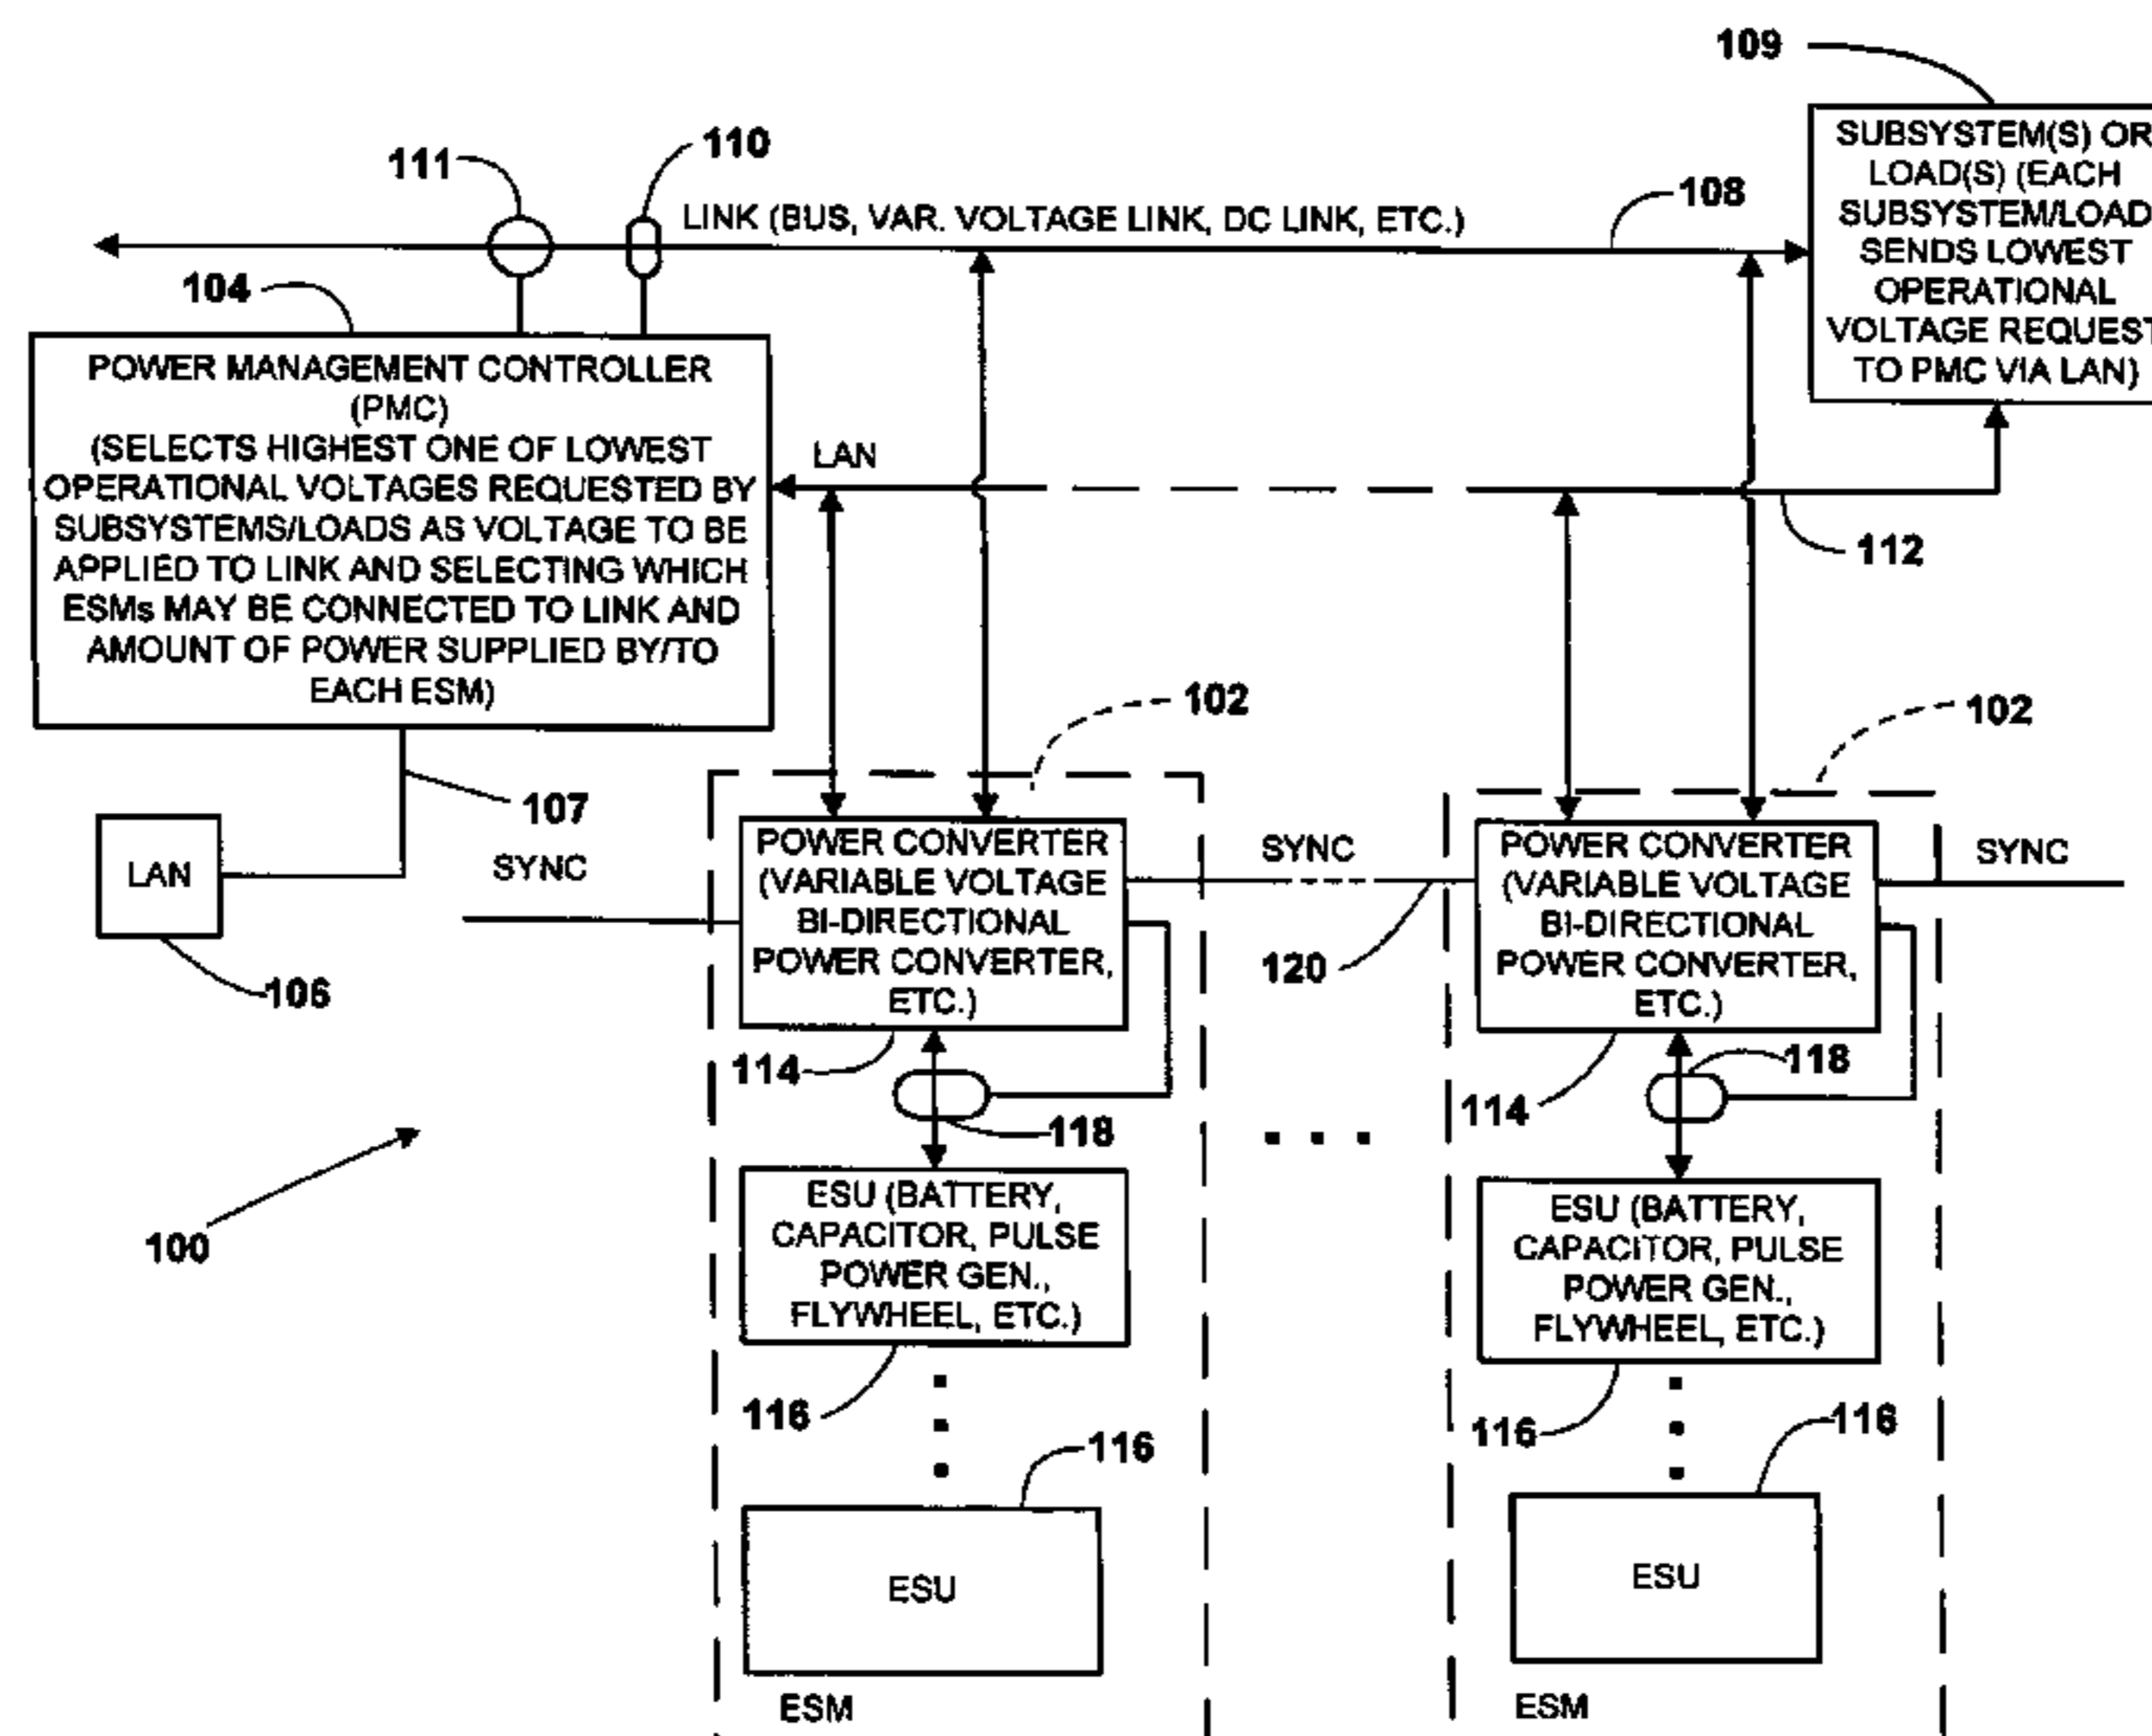 109
SUBSYSTEM(S) OR
LOAD(S) (EACH
SUBSYSTEM/LOAD
SENDS LOWEST
OPERATIONAL
VOLTAGE REQUEST
TO PMC VIA LAN)
111
110
LINK (BUS, VAR. VOLTAGE LINK, DC LINK, ETC.)
108
104
POWER MANAGEMENT CONTROLLER
(PMC)
(SELECTS HIGHEST ONE OF LOWEST
OPERATIONAL VOLTAGES REQUESTED BY
SUBSYSTEMS/LOADS AS VOLTAGE TO BE
APPLIED TO LINK AND SELECTING WHICH
ESMs MAY BE CONNECTED TO LINK AND
AMOUNT OF POWER SUPPLIED BY/TO
EACH ESM)
LAN
112
102
102
107
LAN
106
SYNC
POWER CONVERTER
(VARIABLE VOLTAGE
BI-DIRECTIONAL
POWER CONVERTER,
ETC.)
SYNC
120
POWER CONVERTER
(VARIABLE VOLTAGE
BI-DIRECTIONAL
POWER CONVERTER,
ETC.)
SYNC
114
118
114
118
100
ESU (BATTERY,
CAPACITOR, PULSE
POWER GEN.,
FLYWHEEL, ETC.)
ESU (BATTERY,
CAPACITOR, PULSE
POWER GEN.,
FLYWHEEL, ETC.)
116
116
116
116
ESU
ESU
ESM
ESM